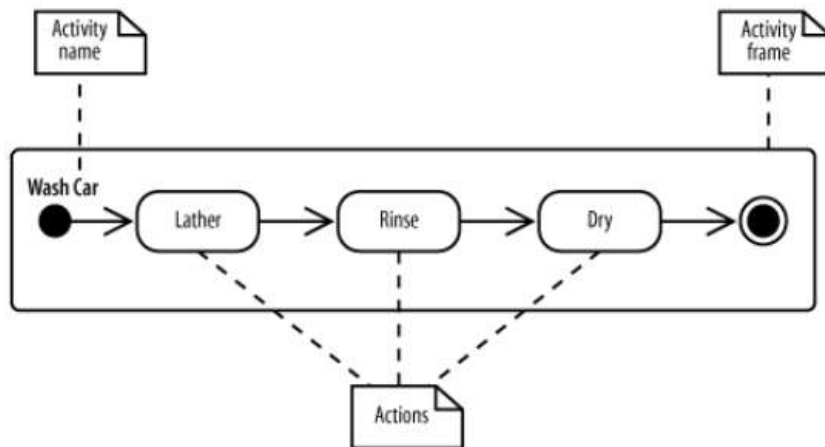 Activity
name
Activity
frame
Wash Car
Lather
Rinse
Dry
Actions